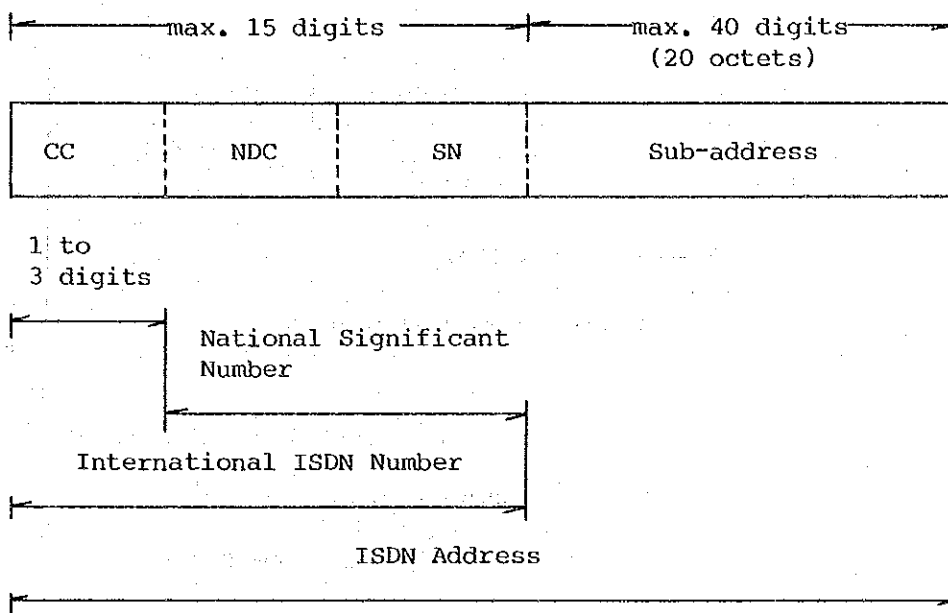 max. 15 digits
max. 40 digits
(20 octets)
CC
NDC
SN
Sub-address
1 to
3 digits
National Significant
Number
International ISDN Number
ISDN Address